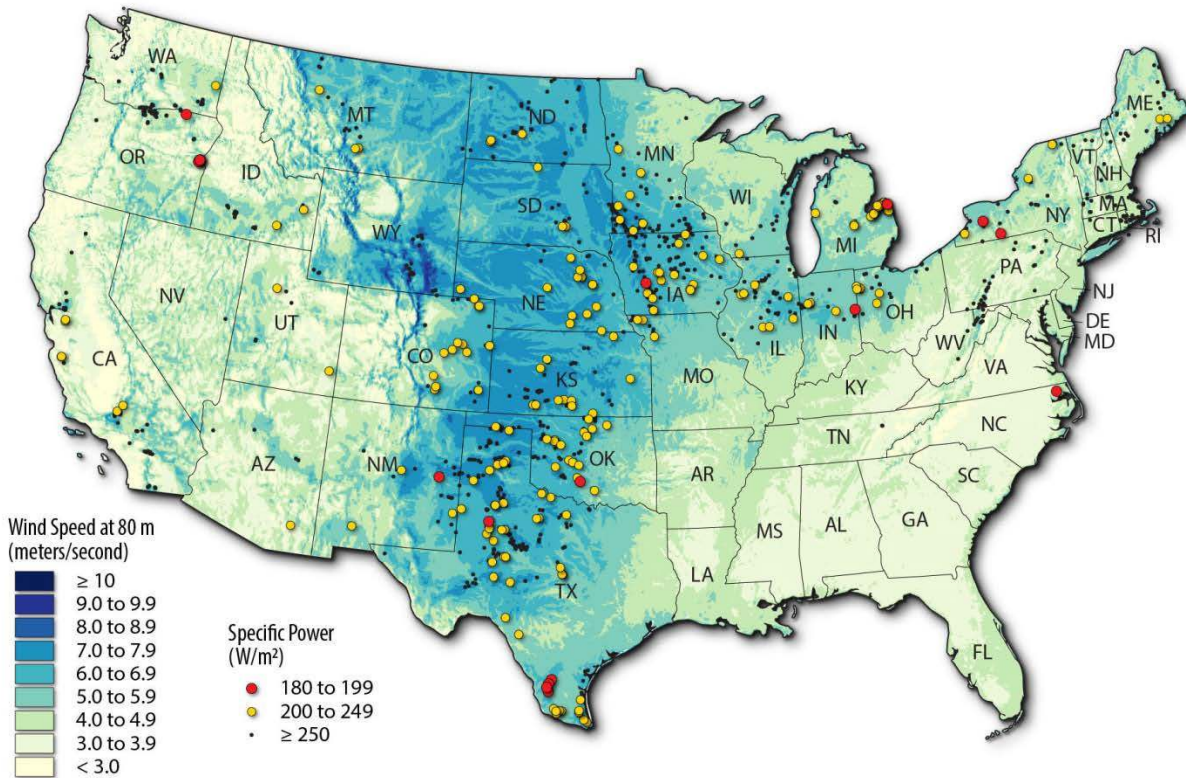 WA
MT
ND
MN
ME
OR
ID
SD
WI
MI
VT
NH
NY
MA
CT
RI
WY
NE
IA
PA
NJ
NV
UT
CO
IL
IN
OH
DE
MD
CA
KS
MO
WV
VA
KY
AZ
NM
OK
AR
TN
NC
SC
TX
LA
MS
AL
GA
FL
Wind Speed at 80 m
(meters/second)
≥ 10
9.0 to 9.9
8.0 to 8.9
7.0 to 7.9
6.0 to 6.9
5.0 to 5.9
4.0 to 4.9
3.0 to 3.9
< 3.0
Specific Power
(W/m²)
180 to 199
200 to 249
≥ 250